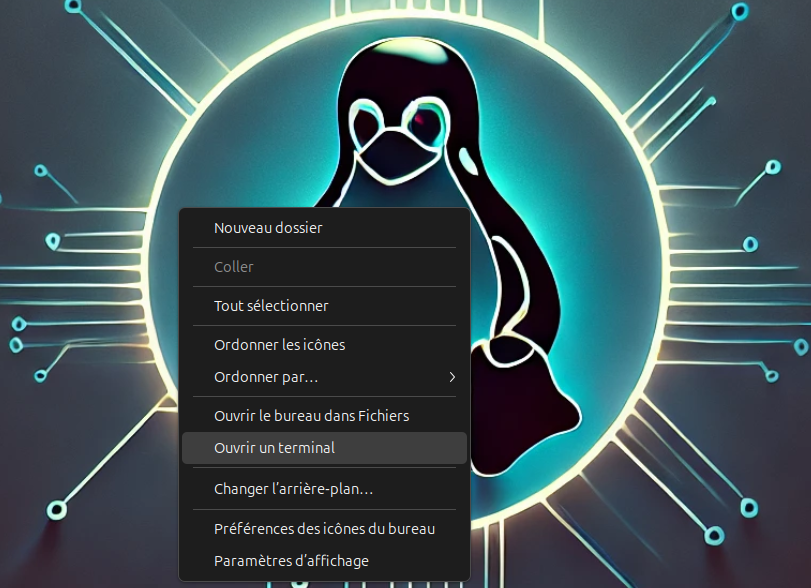 Nouveau dossier
Coller
Tout sélectionner
Ordonner les icônes
Ordonner par…
Ouvrir le bureau dans Fichiers
Ouvrir un terminal
Changer l’arrière-plan…
Préférences des icônes du bureau
Paramètres d’affichage